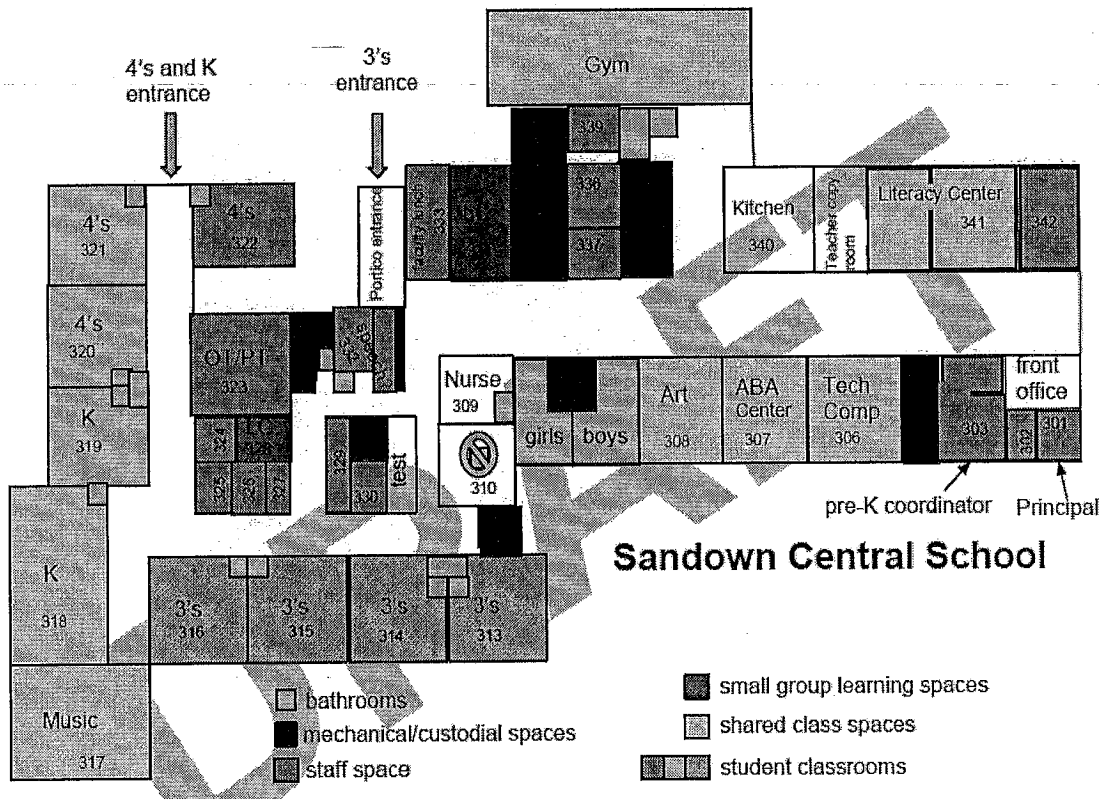 Gym
4's and K
entrance
3's
entrance
339
338
337
4's
321
4's
322
Portico entrance
faculty lunch
333
Kitchen
340
Teacher copy
room
Literacy Center
341
342
4's
320
OT/PT
323
K
319
324
325
326
327
329
330
test
Nurse
309
310
girls
boys
Art
308
ABA
Center
307
Tech
Comp
306
303
front
office
302
301
pre-K coordinator
Principal
Sandown Central School
K
318
3's
316
3's
315
3's
314
3's
313
Music
317
bathrooms
mechanical/custodial spaces
staff space
small group learning spaces
shared class spaces
student classrooms
DRAFT